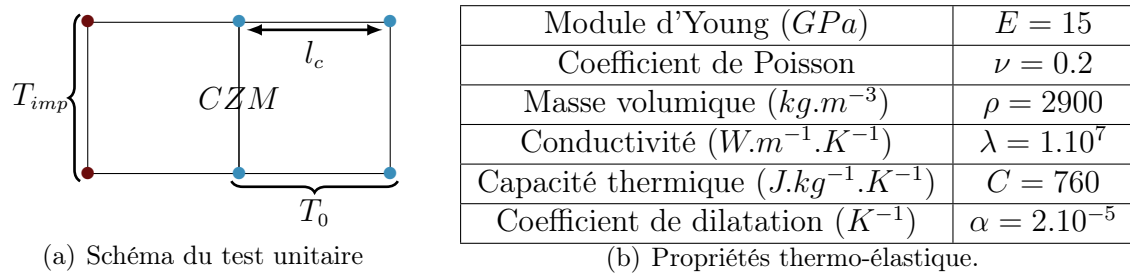 l_c
T_{imp}
CZM
T_0
(a) Schéma du test unitaire
Module d'Young (GPa) E = 15
Coefficient de Poisson ν = 0.2
Masse volumique (kg.m^{-3}) ρ = 2900
Conductivité (W.m^{-1}.K^{-1}) λ = 1.10^7
Capacité thermique (J.kg^{-1}.K^{-1}) C = 760
Coefficient de dilatation (K^{-1}) α = 2.10^{-5}
(b) Propriétés thermo-élastique.